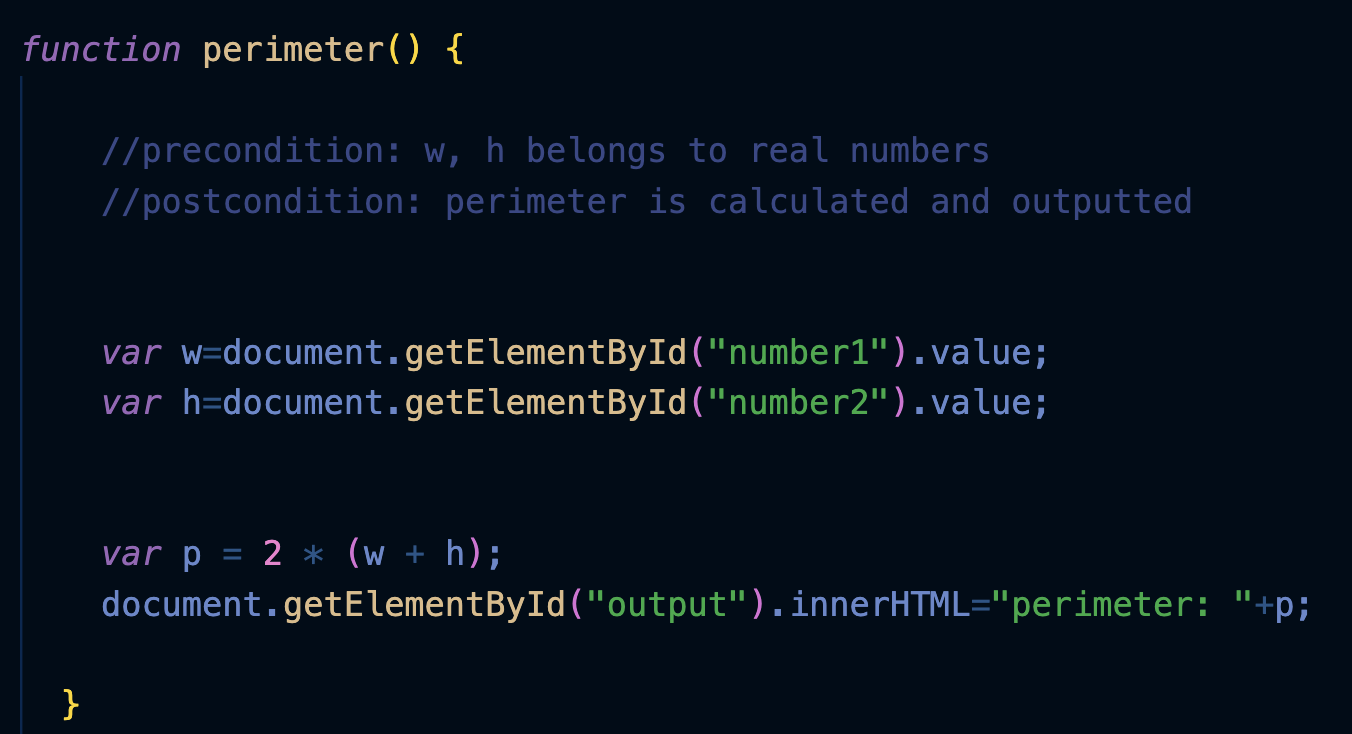 function perimeter() {
//precondition: w, h belongs to real numbers
//postcondition: perimeter is calculated and outputted
var w=document.getElementById("number1").value;
var h=document.getElementById("number2").value;
var p = 2 * (w + h);
document.getElementById("output").innerHTML="perimeter: "+p;
}